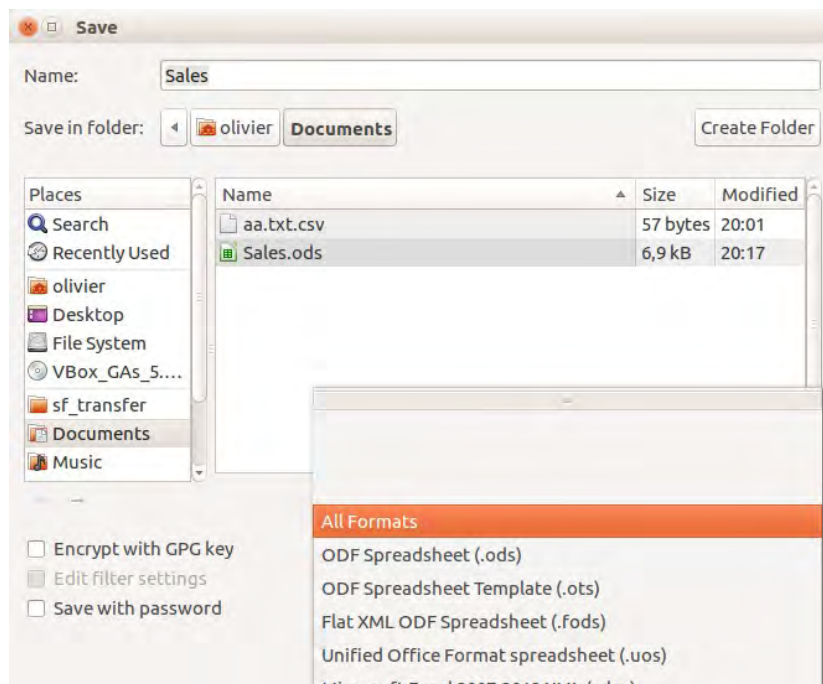 Save
Name: Sales
Save in folder: olivier Documents Create Folder
Places
Search
Recently Used
olivier
Desktop
File System
VBox_GAs_5....
sf_transfer
Documents
Music
Name Size Modified
aa.txt.csv 57 bytes 20:01
Sales.ods 6,9 kB 20:17
Encrypt with GPG key
Edit filter settings
Save with password
All Formats
ODF Spreadsheet (.ods)
ODF Spreadsheet Template (.ots)
Flat XML ODF Spreadsheet (.fods)
Unified Office Format spreadsheet (.uos)